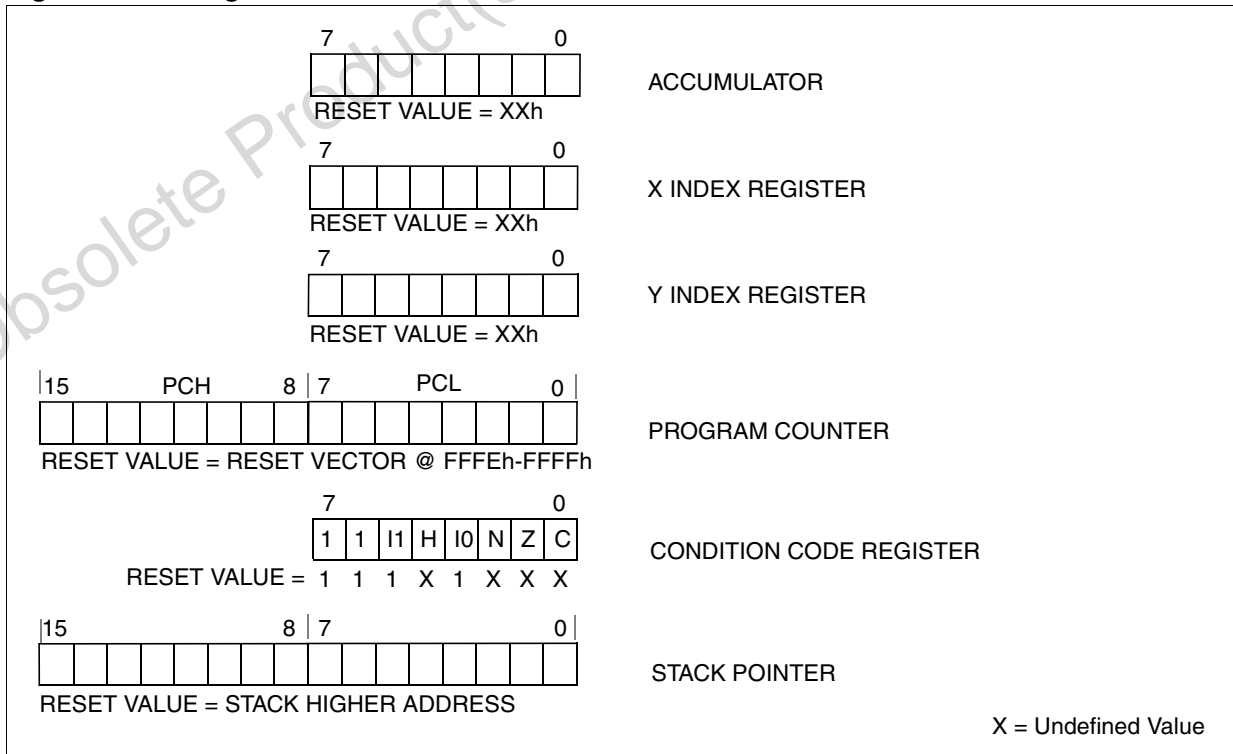 7 0
ACCUMULATOR
RESET VALUE = XXh
7 0
X INDEX REGISTER
RESET VALUE = XXh
7 0
Y INDEX REGISTER
RESET VALUE = XXh
15 PCH 8 7 PCL 0
PROGRAM COUNTER
RESET VALUE = RESET VECTOR @ FFFEh-FFFFh
7 0
1 1 I1 H I0 N Z C
CONDITION CODE REGISTER
RESET VALUE = 1 1 1 X 1 X X X
15 8 7 0
STACK POINTER
RESET VALUE = STACK HIGHER ADDRESS
X = Undefined Value